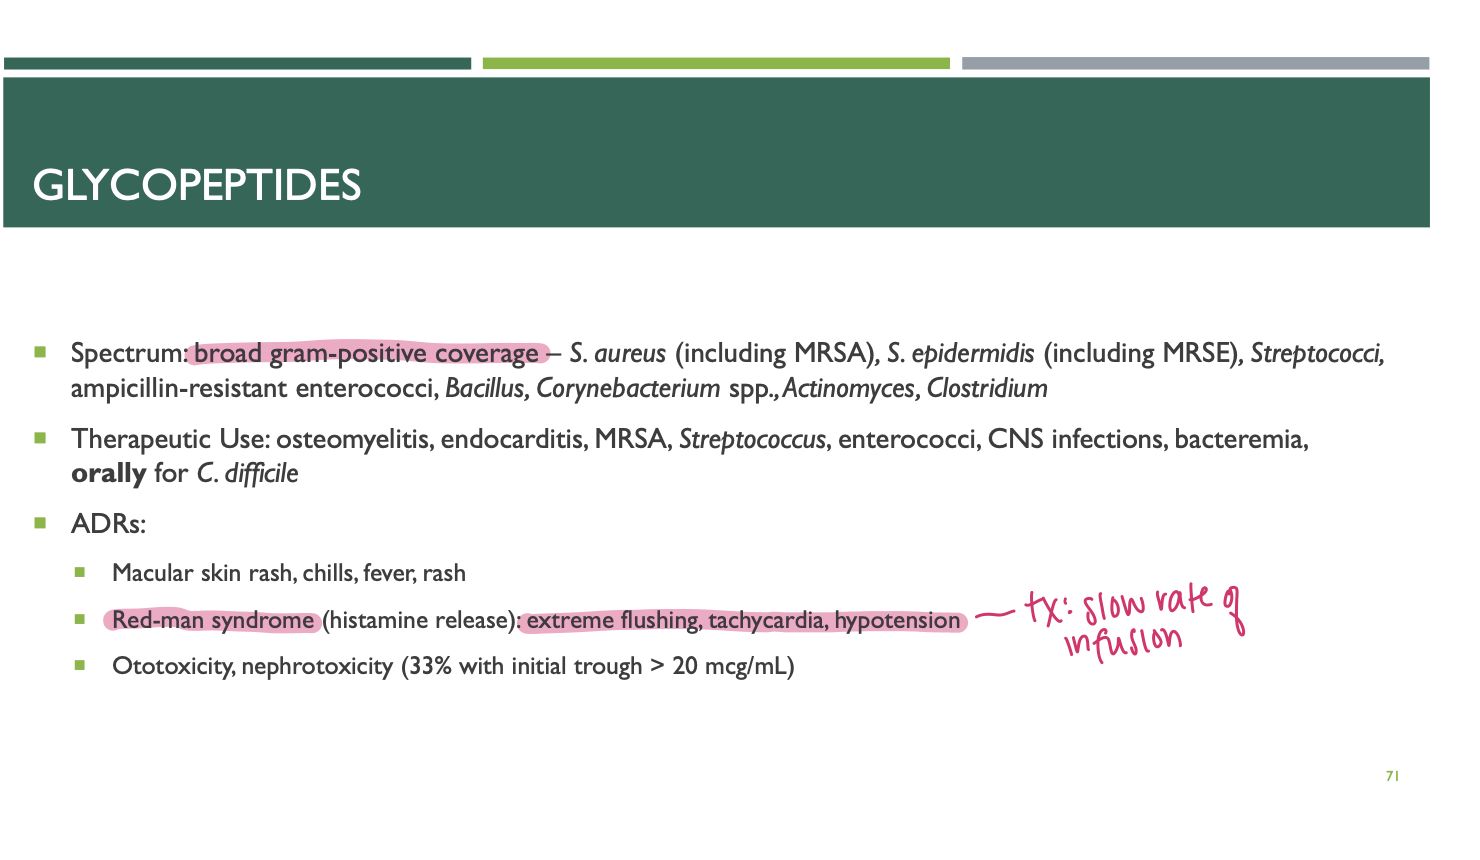 GLYCOPEPTIDES
Spectrum: broad gram-positive coverage – S. aureus (including MRSA), S. epidermidis (including MRSE), Streptococci,
ampicillin-resistant enterococci, Bacillus, Corynebacterium spp., Actinomyces, Clostridium
Therapeutic Use: osteomyelitis, endocarditis, MRSA, Streptococcus, enterococci, CNS infections, bacteremia,
orally for C. difficile
ADRs:
Macular skin rash, chills, fever, rash
Red-man syndrome (histamine release): extreme flushing, tachycardia, hypotension
tx: slow rate of
infusion
Ototoxicity, nephrotoxicity (33% with initial trough > 20 mcg/mL)
71